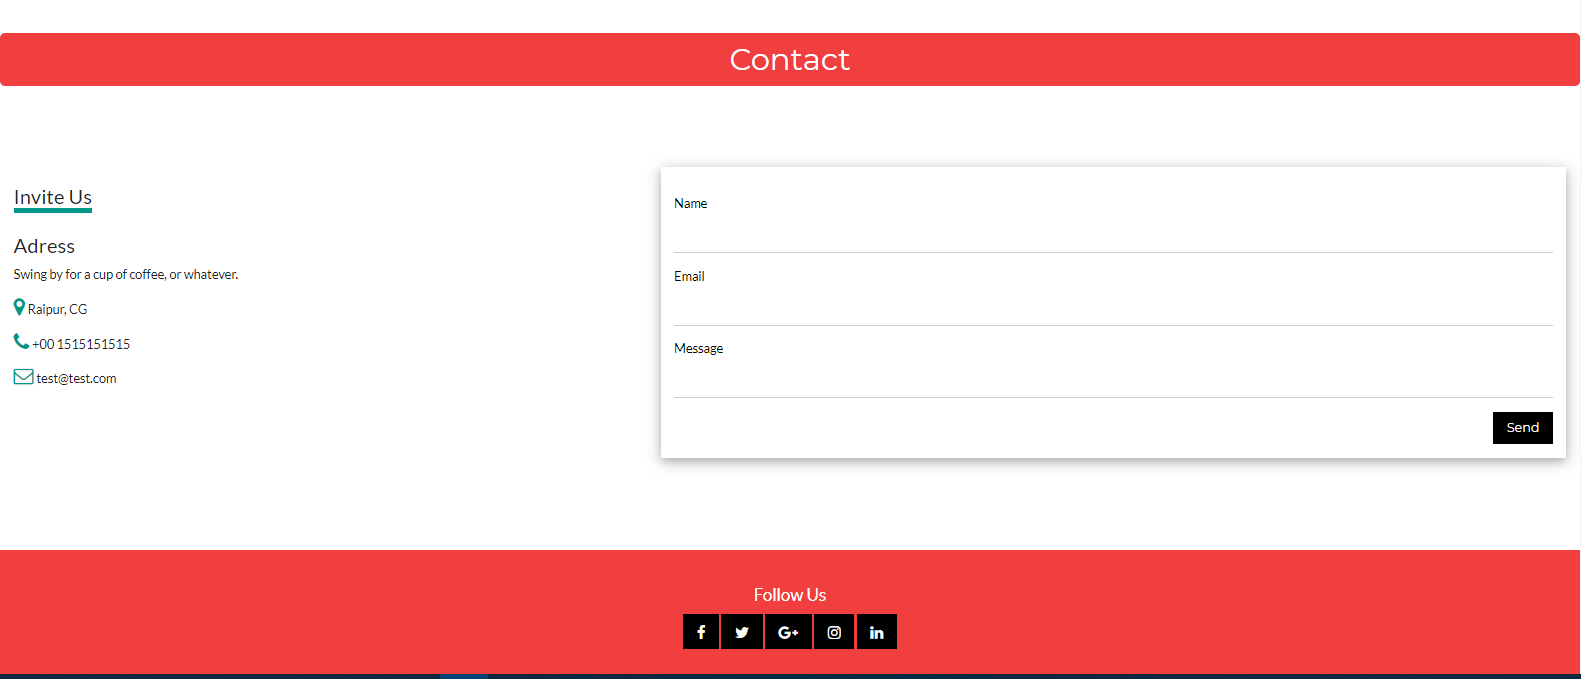 Contact
Invite Us
Adress
Swing by for a cup of coffee, or whatever.
Raipur, CG
+00 1515151515
test@test.com
Name
Email
Message
Send
Follow Us